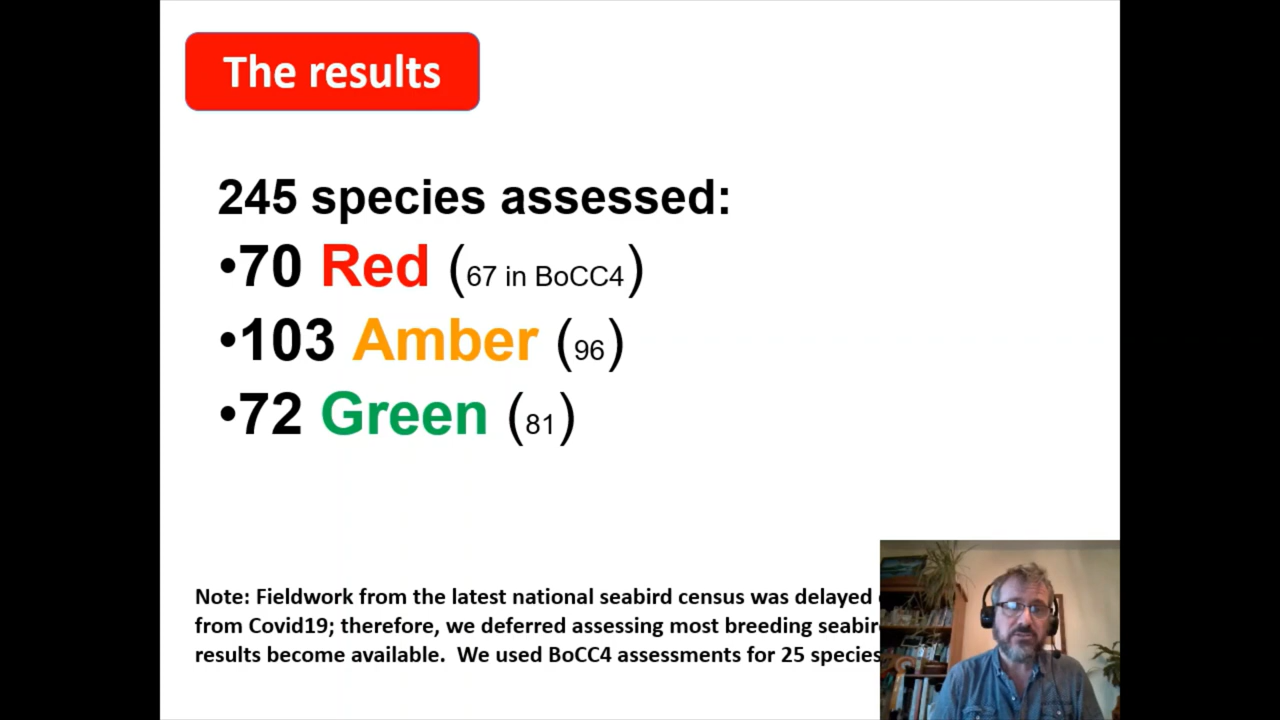 The results
245 species assessed:
•70 Red (67 in BoCC4)
•103 Amber (96)
•72 Green (81)
Note: Fieldwork from the latest national seabird census was delayed
from Covid19; therefore, we deferred assessing most breeding
results become available. We used BoCC4 assessments for 25 species